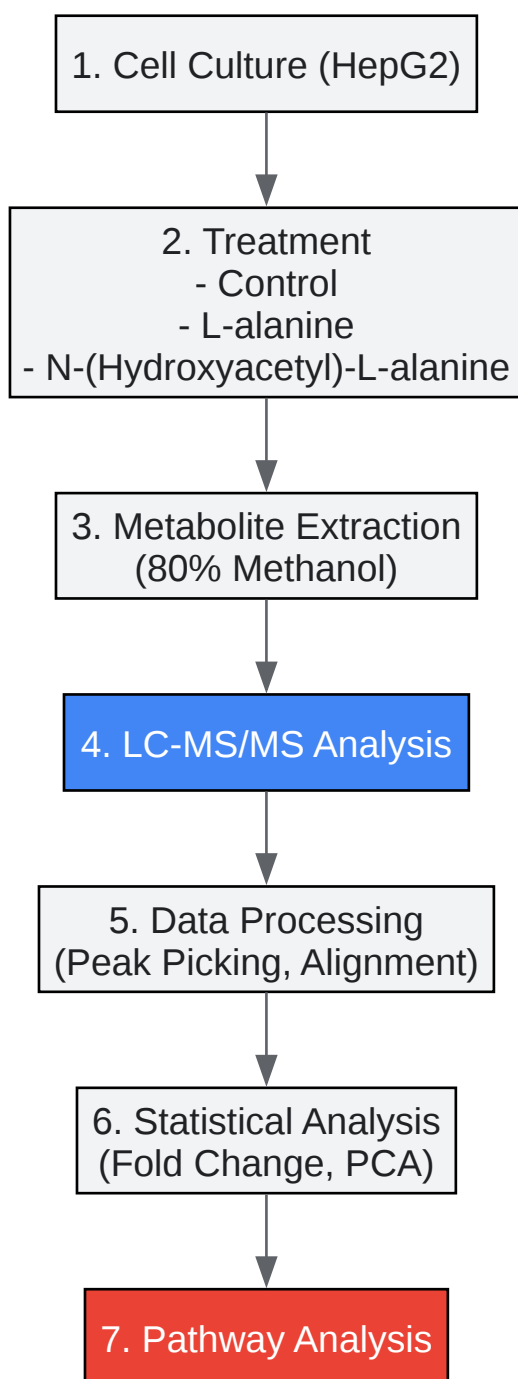 1. Cell Culture (HepG2)
2. Treatment
- Control
- L-alanine
- N-(Hydroxyacetyl)-L-alanine
3. Metabolite Extraction
(80% Methanol)
4. LC-MS/MS Analysis
5. Data Processing
(Peak Picking, Alignment)
6. Statistical Analysis
(Fold Change, PCA)
7. Pathway Analysis